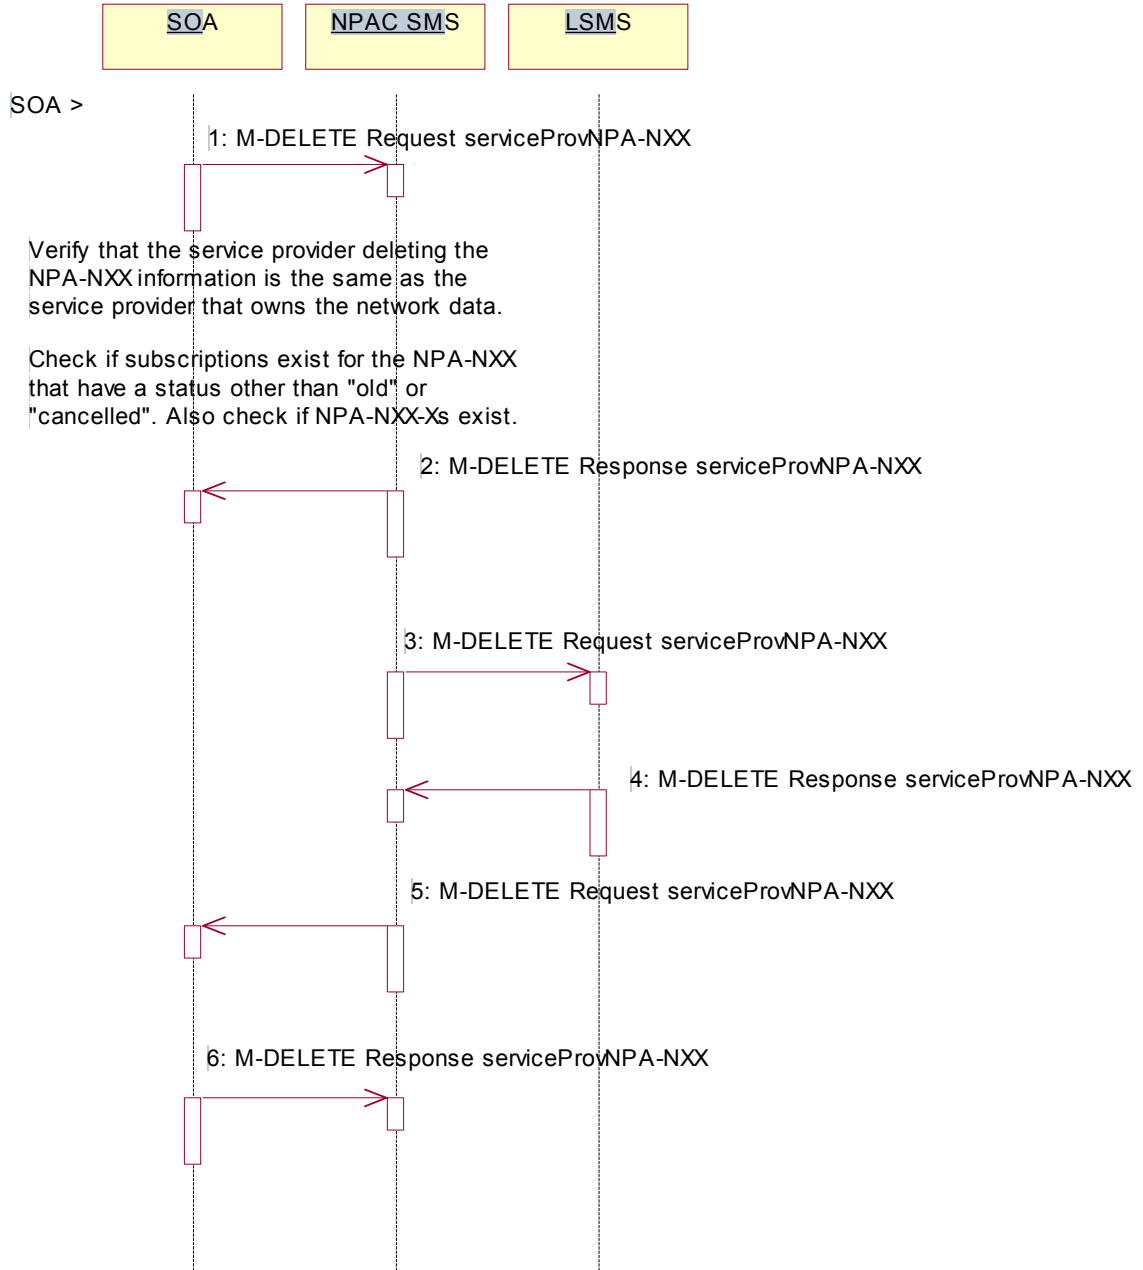 SOA
NPAC SMS
LSMS
SOA >
1: M-DELETE Request serviceProvNPA-NXX
Verify that the service provider deleting the
NPA-NXX information is the same as the
service provider that owns the network data.
Check if subscriptions exist for the NPA-NXX
that have a status other than "old" or
"cancelled". Also check if NPA-NXX-Xs exist.
2: M-DELETE Response serviceProvNPA-NXX
3: M-DELETE Request serviceProvNPA-NXX
4: M-DELETE Response serviceProvNPA-NXX
5: M-DELETE Request serviceProvNPA-NXX
6: M-DELETE Response serviceProvNPA-NXX